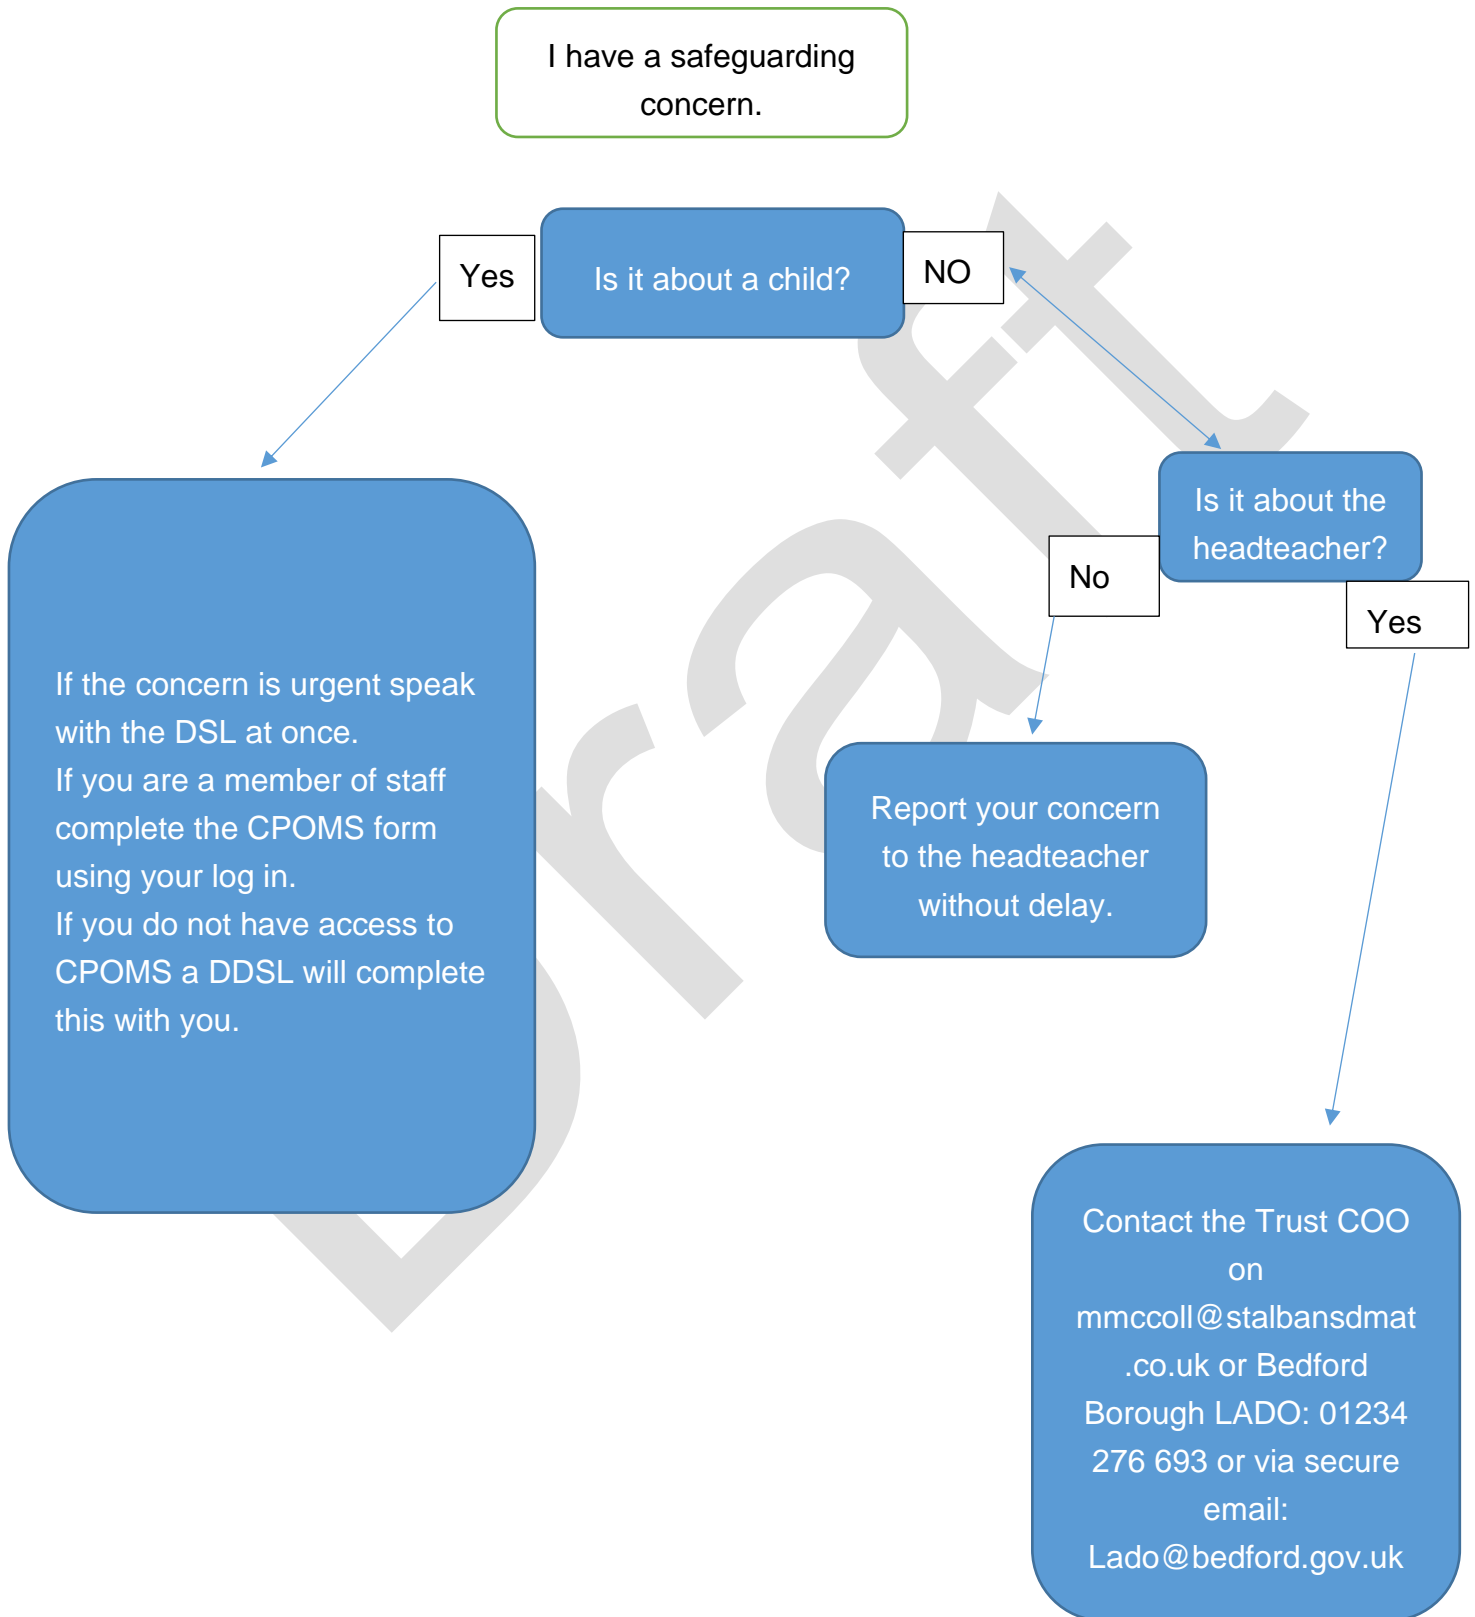 I have a safeguarding
concern.
Yes
Is it about a child?
NO
Is it about the
headteacher?
No
Yes
If the concern is urgent speak
with the DSL at once.
If you are a member of staff
complete the CPOMS form
using your log in.
If you do not have access to
CPOMS a DDSL will complete
this with you.
Report your concern
to the headteacher
without delay.
Contact the Trust COO
on
mmccoll@stalbansdmat
.co.uk or Bedford
Borough LADO: 01234
276 693 or via secure
email:
Lado@bedford.gov.uk
Draft